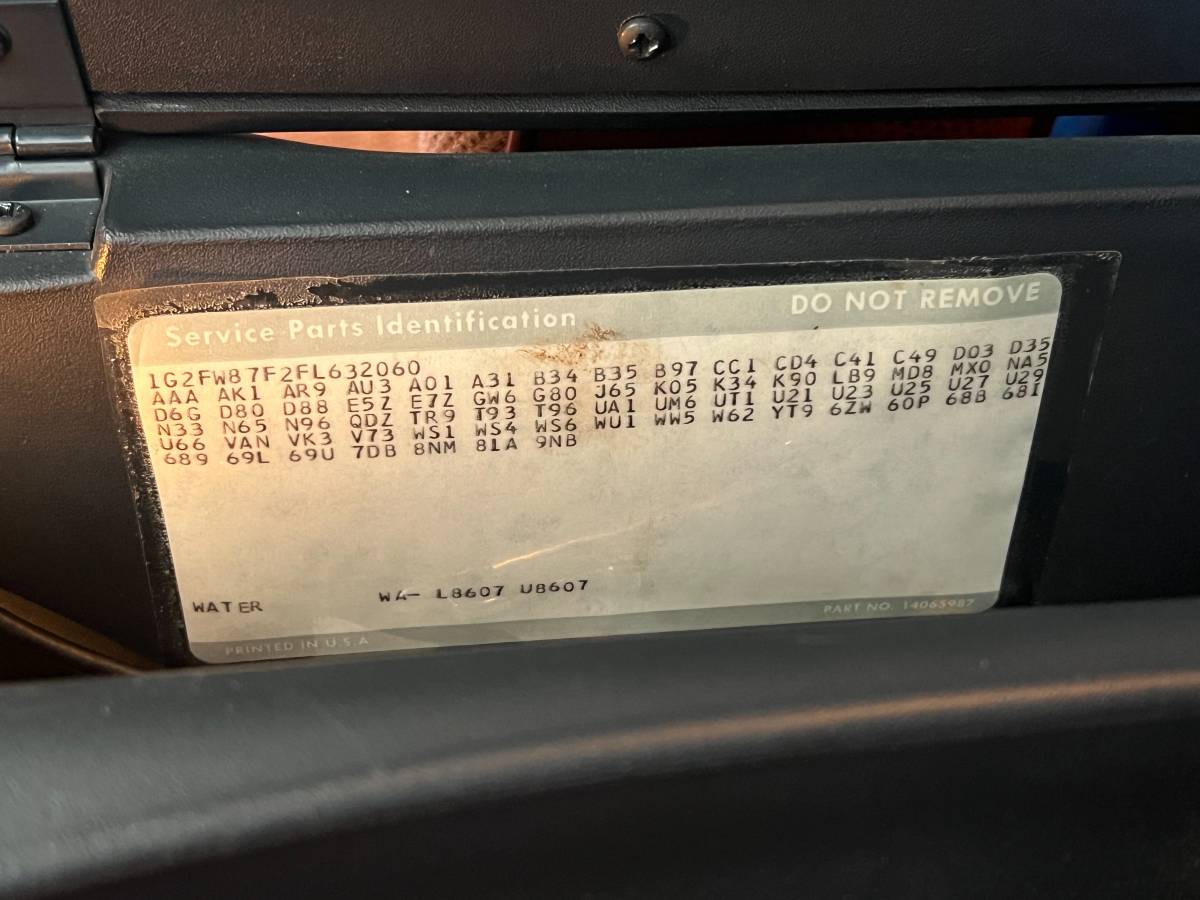 Service Parts Identification DO NOT REMOVE
1G2FW87F2FL632060
AAA AK1 AR9 AU3 A01 A31 B34 B35 B97 CC1 CD4 C41 C49 D03 D35
D6G D80 D88 E5Z E7Z GW6 G80 J65 K05 K34 K90 LB9 MD8 MX0 NA5
N33 N65 N96 QDZ TR9 T93 T96 UA1 UM6 UT1 U21 U23 U25 U27 U29
U66 VAN VK3 V73 WS1 WS4 WS6 WU1 WW5 W62 YT9 6ZW 60P 68B 681
689 69L 69U 7DB 8NM 81A 9NB
WATER WA- L8607 U8607
PRINTED IN U.S.A PART NO. 14065987